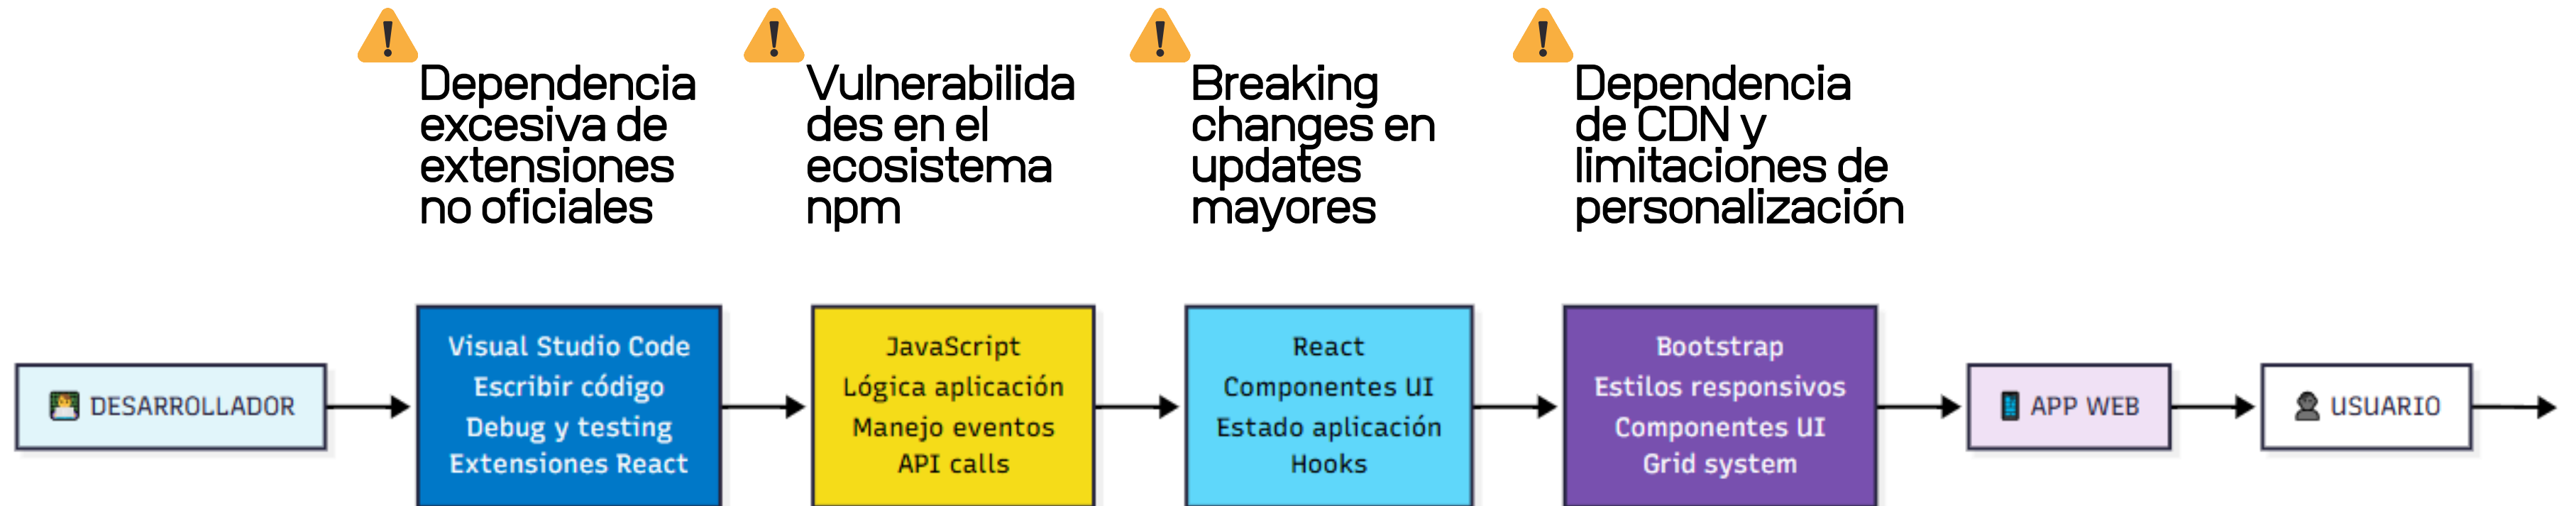 Dependencia
excesiva de
extensiones
no oficiales
Vulnerabilida
des en el
ecosistema
npm
Breaking
changes en
updates
mayores
Dependencia
de CDN y
limitaciones de
personalización
DESARROLLADOR
Visual Studio Code
Escribir código
Debug y testing
Extensiones React
JavaScript
Lógica aplicación
Manejo eventos
API calls
React
Componentes UI
Estado aplicación
Hooks
Bootstrap
Estilos responsivos
Componentes UI
Grid system
APP WEB
USUARIO